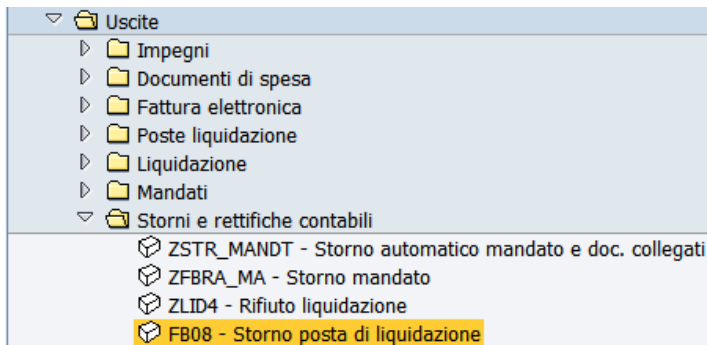 Uscite
Impegni
Documenti di spesa
Fattura elettronica
Poste liquidazione
Liquidazione
Mandati
Storni e rettifiche contabili
ZSTR_MANDT - Storno automatico mandato e doc. collegati
ZFBRA_MA - Storno mandato
ZLID4 - Rifiuto liquidazione
FB08 - Storno posta di liquidazione